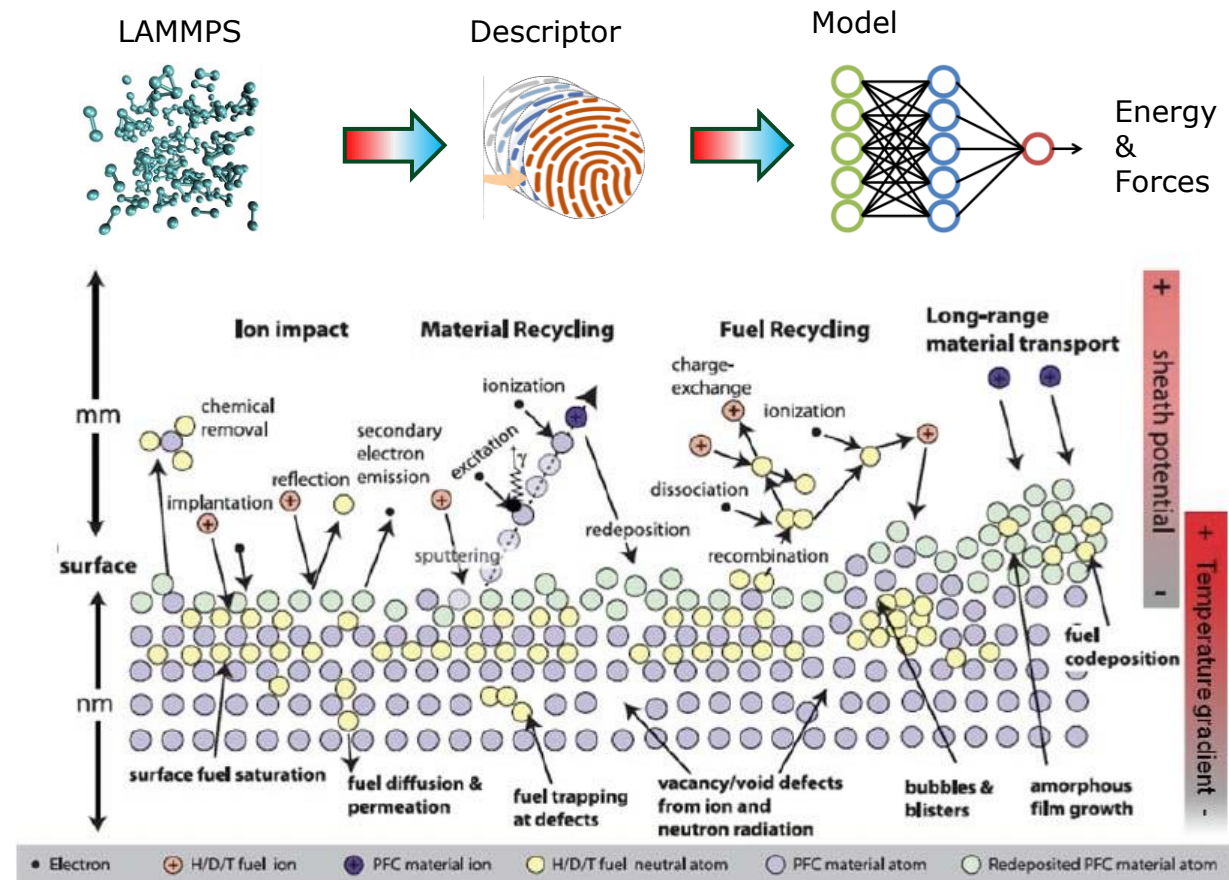 LAMMPS
Descriptor
Model
Energy
&
Forces
Ion impact
Material Recycling
Fuel Recycling
Long-range
material transport
+
sheath potential
-
mm
chemical
removal
implantation
reflection
secondary
electron
emission
ionization
excitation
γ
sputtering
redeposition
charge-
exchange
ionization
dissociation
recombination
surface
nm
+
Temperature gradient
-
fuel
codeposition
surface fuel saturation
fuel diffusion &
permeation
fuel trapping
at defects
vacancy/void defects
from ion and
neutron radiation
bubbles &
blisters
amorphous
film growth
Electron
H/D/T fuel ion
PFC material ion
H/D/T fuel neutral atom
PFC material atom
Redeposited PFC material atom